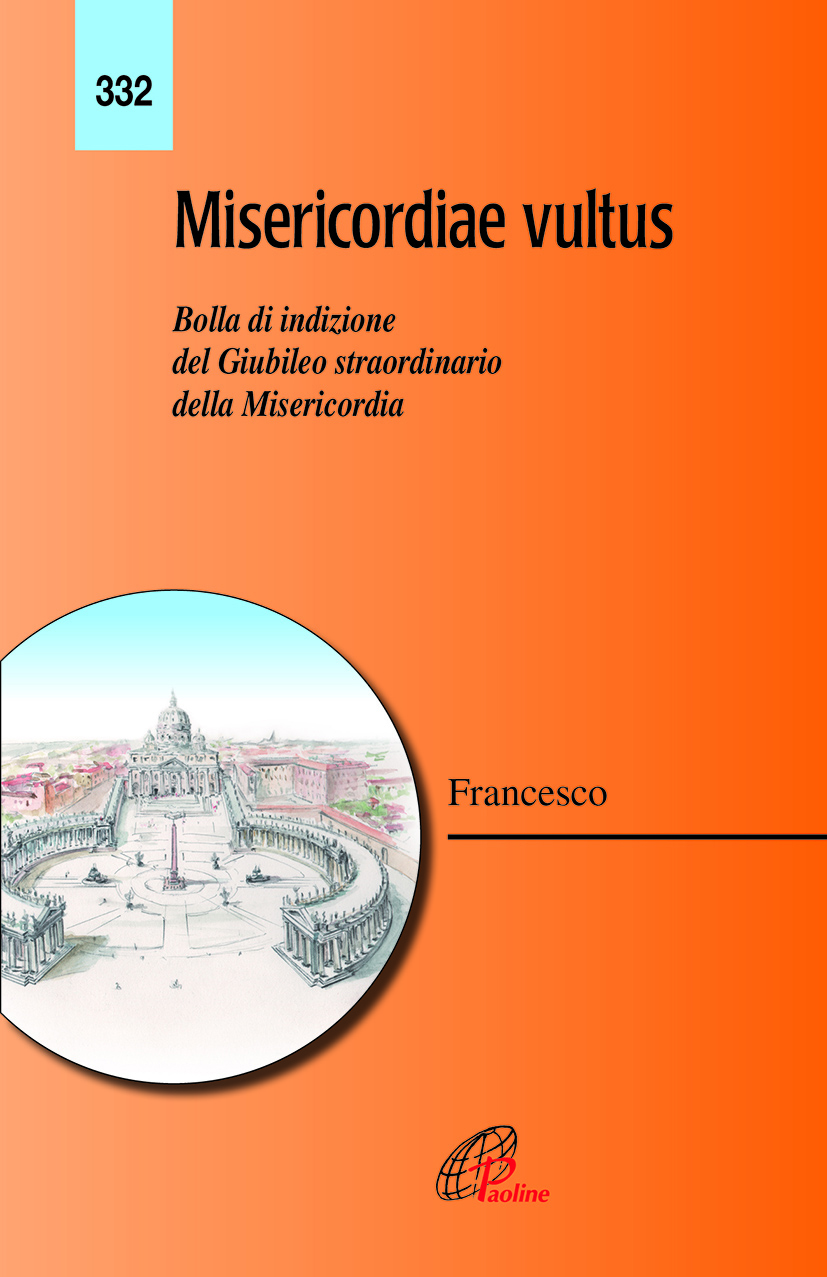 332
Misericordiae vultus
Bolla di indizione
del Giubileo straordinario
della Misericordia
Francesco
Paoline